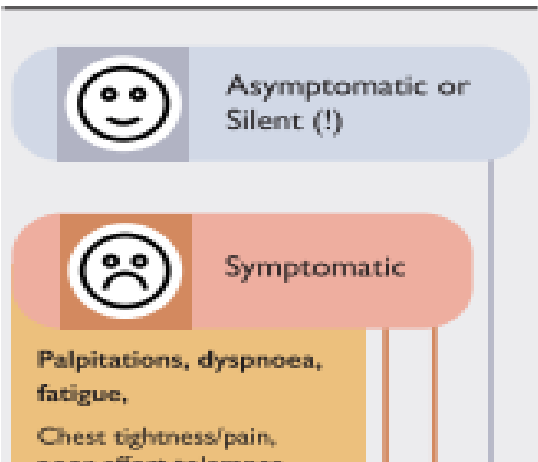 Asymptomatic or
Silent (!)
Symptomatic
Palpitations, dyspnoea,
fatigue,
Chest tightness/pain,